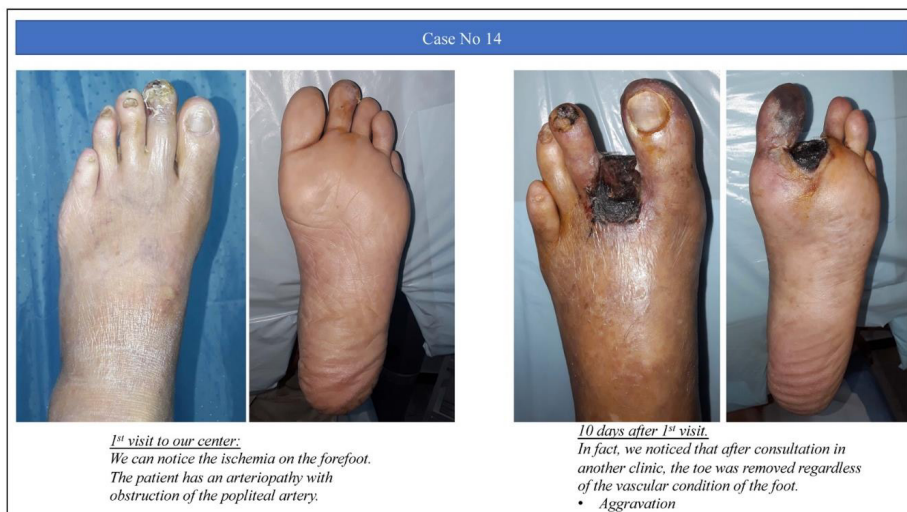 Case No 14
1st visit to our center:
We can notice the ischemia on the forefoot.
The patient has an arteriopathy with
obstruction of the popliteal artery.
10 days after 1st visit.
In fact, we noticed that after consultation in
another clinic, the toe was removed regardless
of the vascular condition of the foot.
• Aggravation